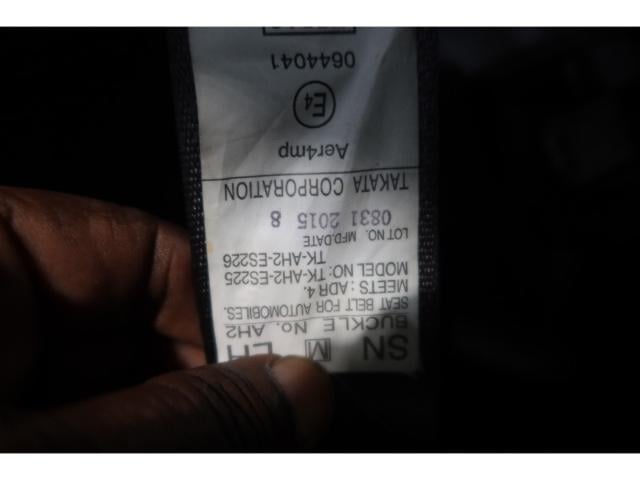 SN M LH
BUCKLE No. AH2
SEAT BELT FOR AUTOMOBILES.
MEETS: ADR 4.
MODEL NO: TK-AH2-ES225
TK-AH2-ES226
LOT NO. MFD.DATE
0831 2015 8
TAKATA CORPORATION
Aer4mp
E4
0644041